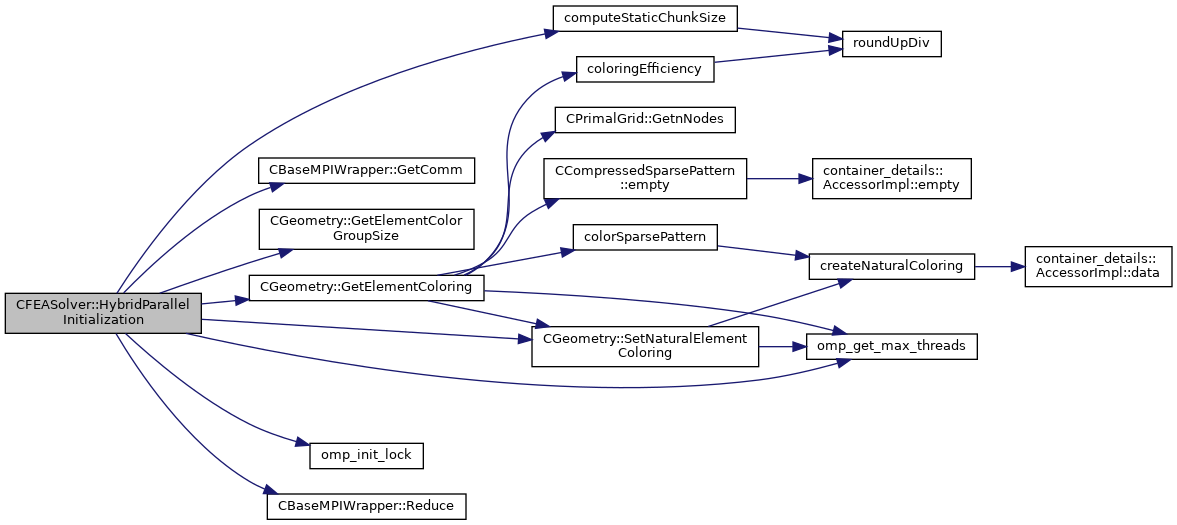 CFEASolver::HybridParallel
Initialization
computeStaticChunkSize
roundUpDiv
coloringEfficiency
CPrimalGrid::GetnNodes
CBaseMPIWrapper::GetComm
CCompressedSparsePattern
::empty
container_details::
AccessorImpl::empty
CGeometry::GetElementColor
GroupSize
colorSparsePattern
createNaturalColoring
container_details::
AccessorImpl::data
CGeometry::GetElementColoring
CGeometry::SetNaturalElement
Coloring
omp_get_max_threads
omp_init_lock
CBaseMPIWrapper::Reduce